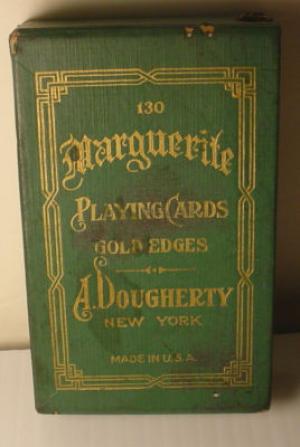 130
Marguerite
PLAYING CARDS
GOLD EDGES
A. DOUGHERTY
NEW YORK
MADE IN U.S.A.